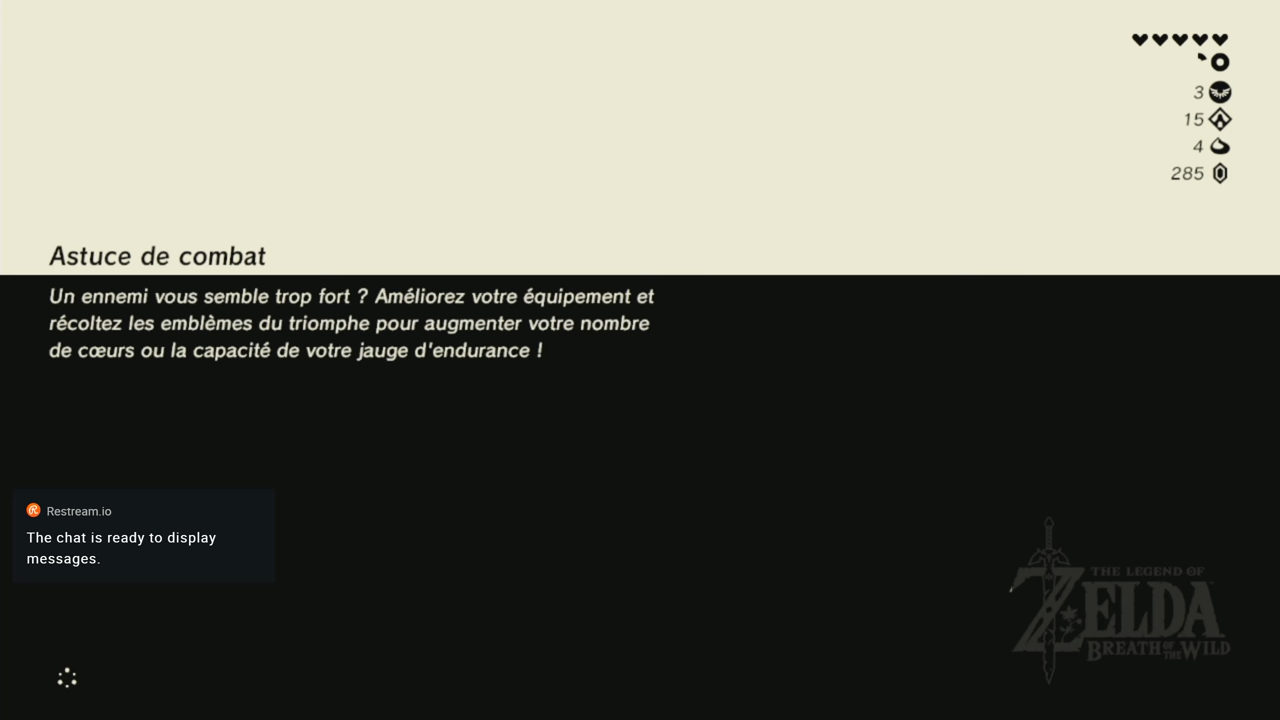 3
15
4
285
Astuce de combat
Un ennemi vous semble trop fort ? Améliorez votre équipement et
récoltez les emblèmes du triomphe pour augmenter votre nombre
de cœurs ou la capacité de votre jauge d'endurance !
Restream.io
The chat is ready to display
messages.
THE LEGEND OF
ZELDA
BREATH OF THE WILD